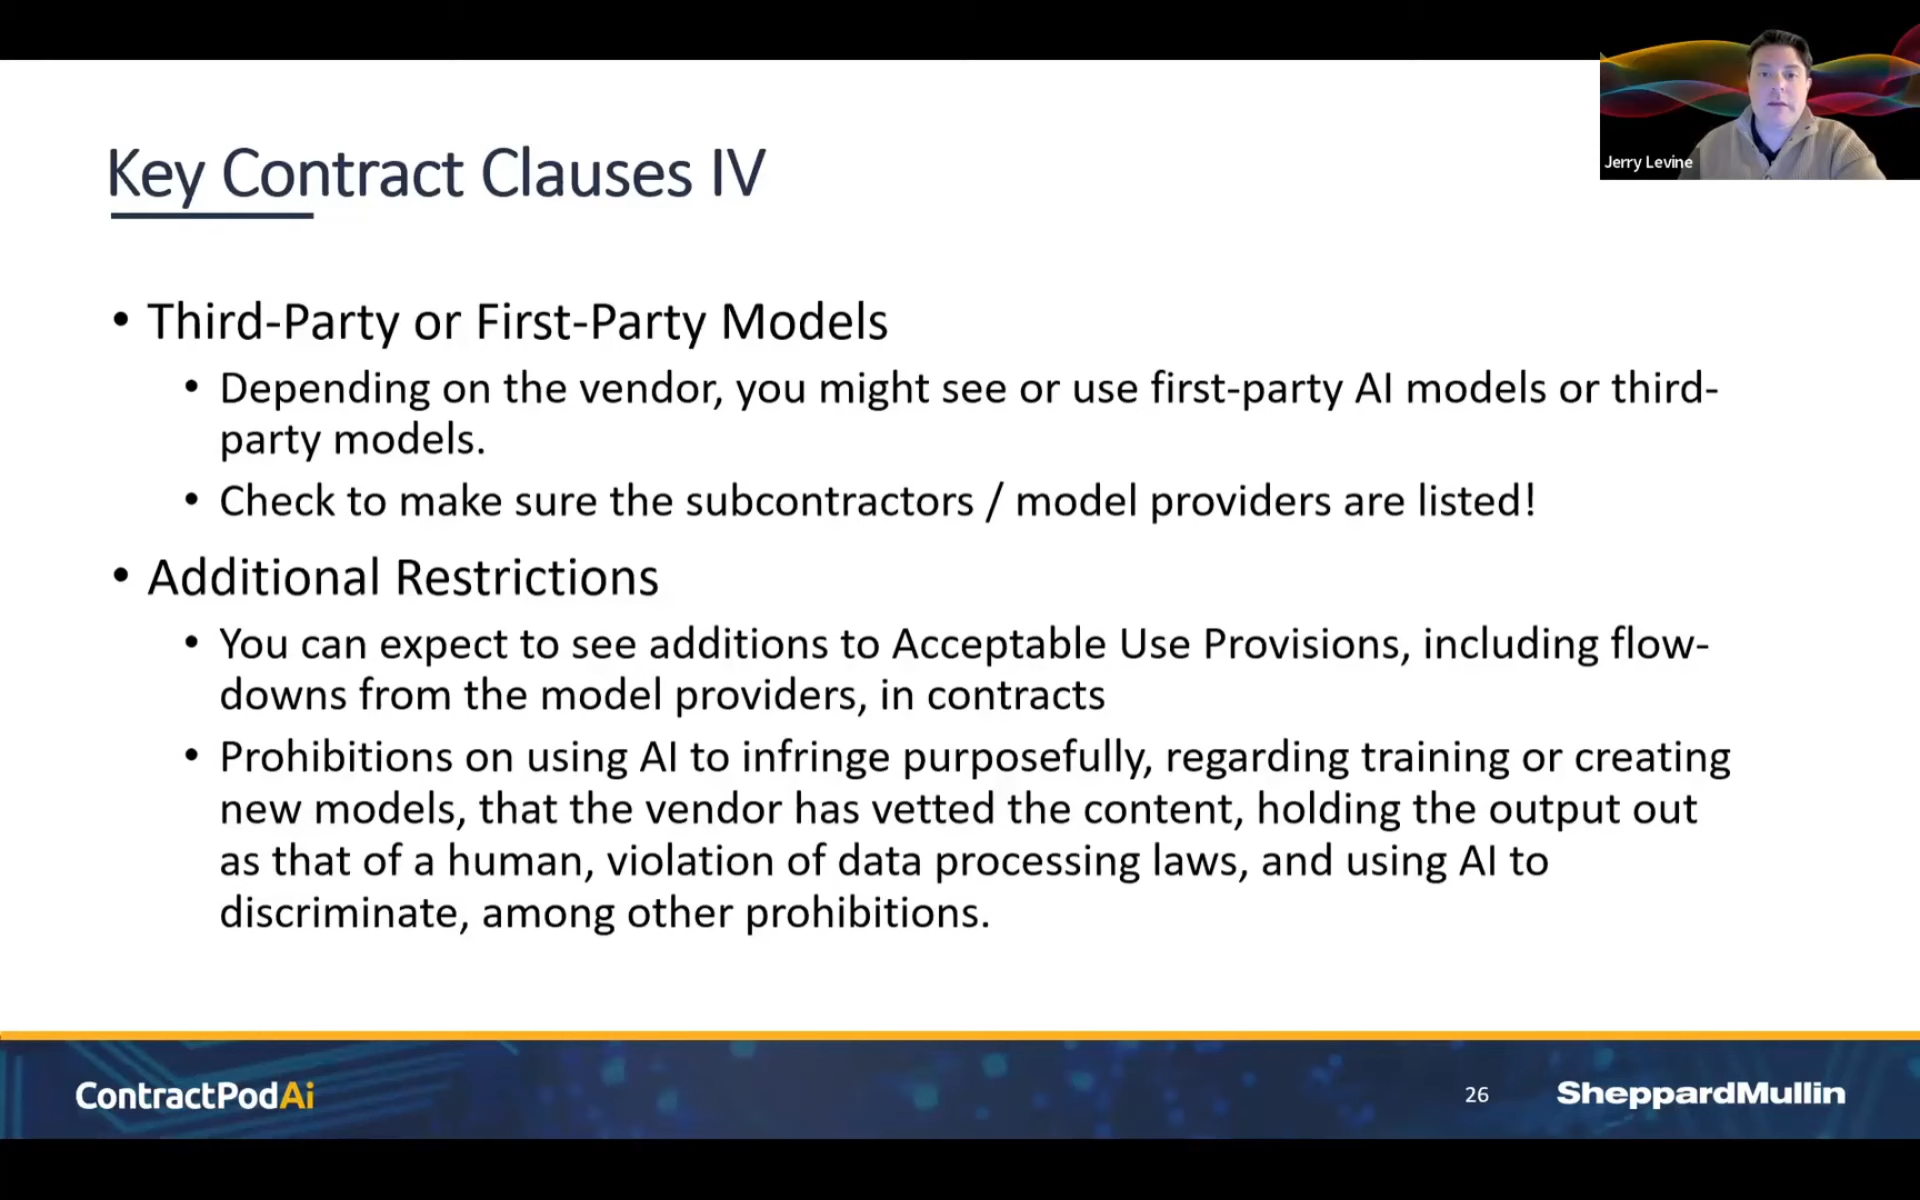 Jerry Levine
Key Contract Clauses IV
• Third-Party or First-Party Models
• Depending on the vendor, you might see or use first-party AI models or third-
party models.
• Check to make sure the subcontractors / model providers are listed!
• Additional Restrictions
• You can expect to see additions to Acceptable Use Provisions, including flow-
downs from the model providers, in contracts
• Prohibitions on using AI to infringe purposefully, regarding training or creating
new models, that the vendor has vetted the content, holding the output out
as that of a human, violation of data processing laws, and using AI to
discriminate, among other prohibitions.
ContractPodAi
26
SheppardMullin